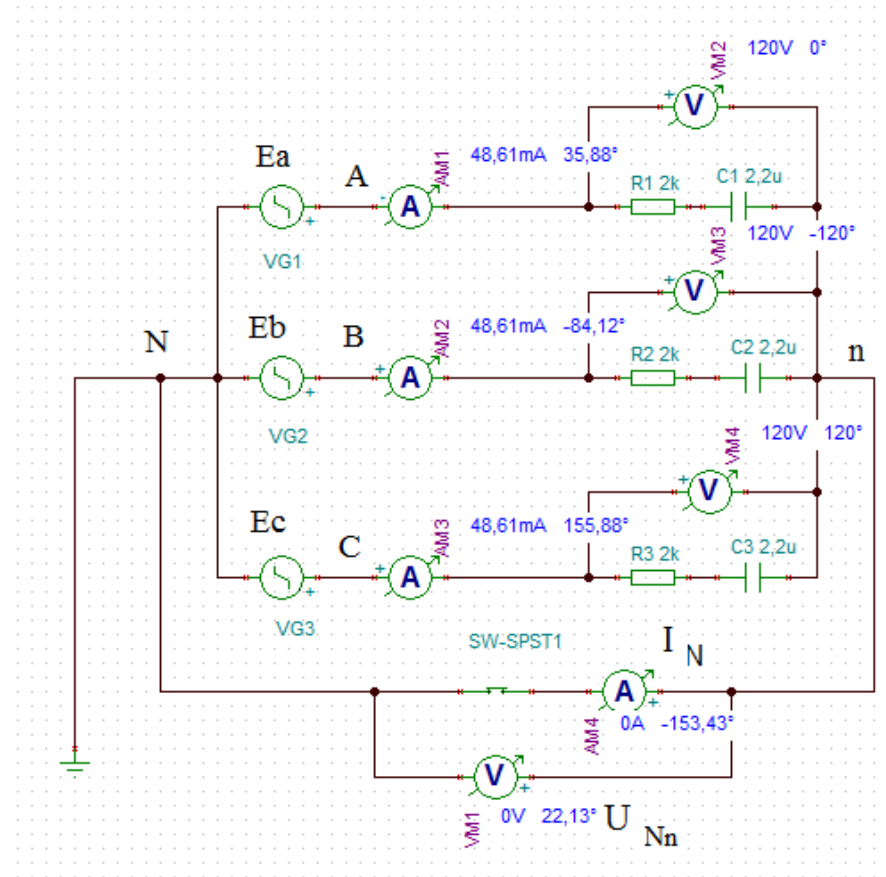 VM2
120V 0°
V
Ea
A
48,61mA 35,88°
AM1
A
R1 2k
C1 2,2u
VG1
VM3
120V -120°
V
N
Eb
B
48,61mA -84,12°
AM2
A
R2 2k
C2 2,2u
n
VG2
VM4
120V 120°
V
Ec
C
48,61mA 155,88°
AM3
A
R3 2k
C3 2,2u
VG3
SW-SPST1
I N
A
AM4
0A -153,43°
V
VM1
0V 22,13°
U Nn